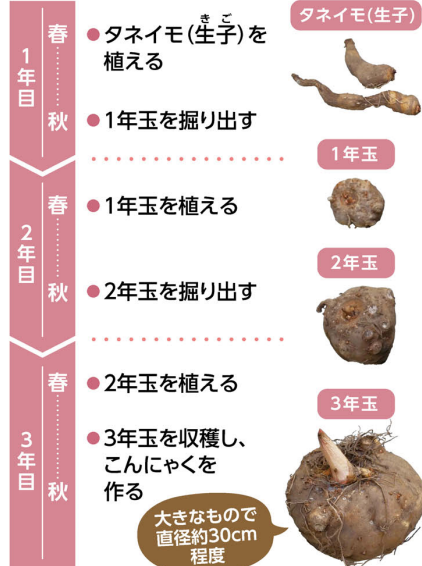 1年目
春
秋
●タネイモ(生子)を
きご
植える
●1年玉を掘り出す
タネイモ(生子)
1年玉
2年目
春
秋
●1年玉を植える
●2年玉を掘り出す
2年玉
3年目
春
秋
●2年玉を植える
●3年玉を収穫し、
こんにゃくを
作る
3年玉
大きなもので
直径約30cm
程度